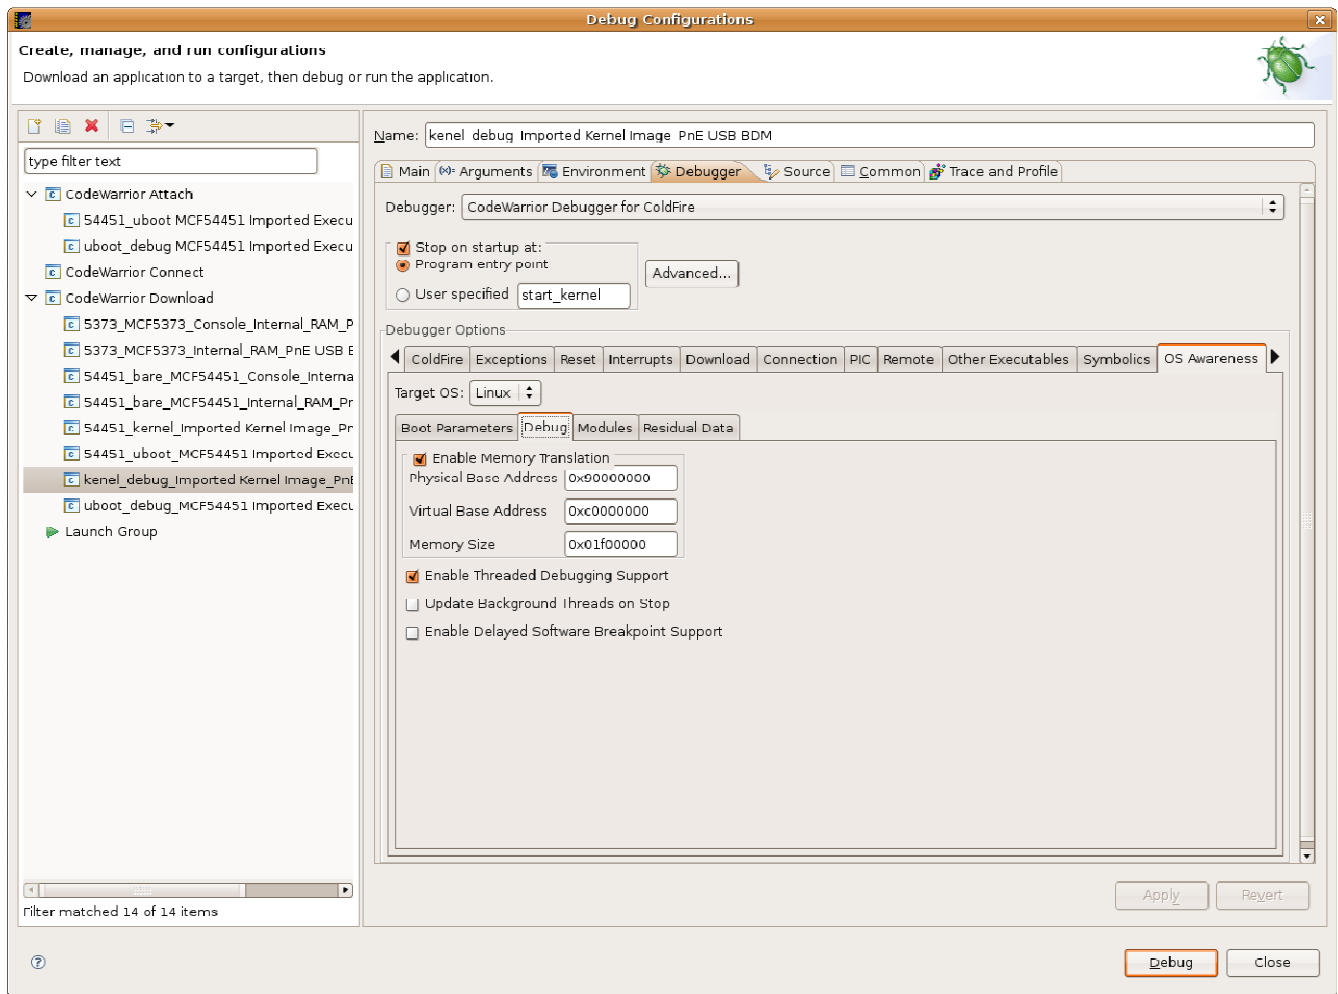 Debug Configurations
Create, manage, and run configurations
Download an application to a target, then debug or run the application.
type filter text
CodeWarrior Attach
54451_uboot MCF54451 Imported Execu
uboot_debug MCF54451 Imported Execu
CodeWarrior Connect
CodeWarrior Download
5373_MCF5373_Console_Internal_RAM_P
5373_MCF5373_Internal_RAM_PnE USB B
54451_bare_MCF54451_Console_Interna
54451_bare_MCF54451_Internal_RAM_Pr
54451_kernel_Imported Kernel Image_Pr
54451_uboot_MCF54451 Imported Execu
kenel_debug_Imported Kernel Image_PnE
uboot_debug_MCF54451 Imported Execu
Launch Group
Filter matched 14 of 14 items
Name: kenel_debug_Imported Kernel Image_PnE USB BDM
Main Arguments Environment Debugger Source Common Trace and Profile
Debugger: CodeWarrior Debugger for ColdFire
Stop on startup at:
Program entry point
User specified start_kernel
Advanced...
Debugger Options
ColdFire Exceptions Reset Interrupts Download Connection PIC Remote Other Executables Symbolics OS Awareness
Target OS: Linux
Boot Parameters Debug Modules Residual Data
Enable Memory Translation
Physical Base Address 0x90000000
Virtual Base Address 0xc0000000
Memory Size 0x01f00000
Enable Threaded Debugging Support
Update Background Threads on Stop
Enable Delayed Software Breakpoint Support
Apply Revert
Debug Close